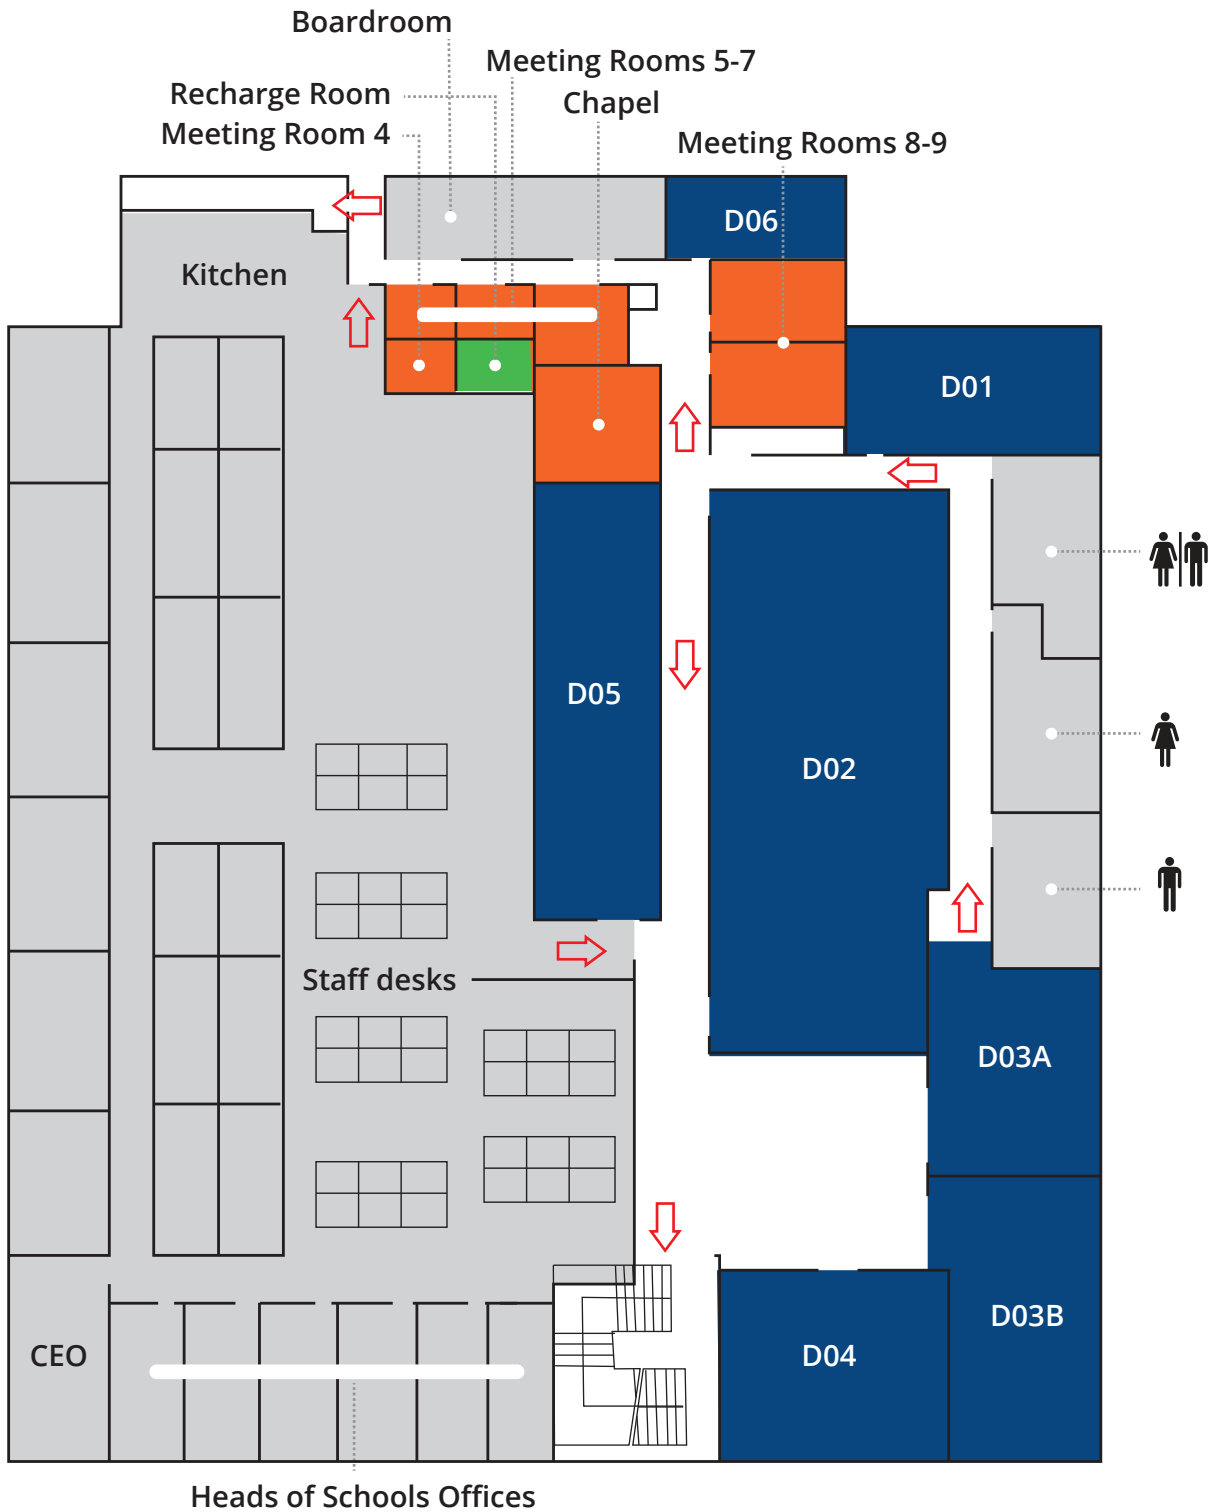 Boardroom
Meeting Rooms 5-7
Recharge Room
Chapel
Meeting Room 4
Meeting Rooms 8-9
D06
Kitchen
D01
D05
D02
Staff desks
D03A
D03B
CEO
D04
Heads of Schools Offices